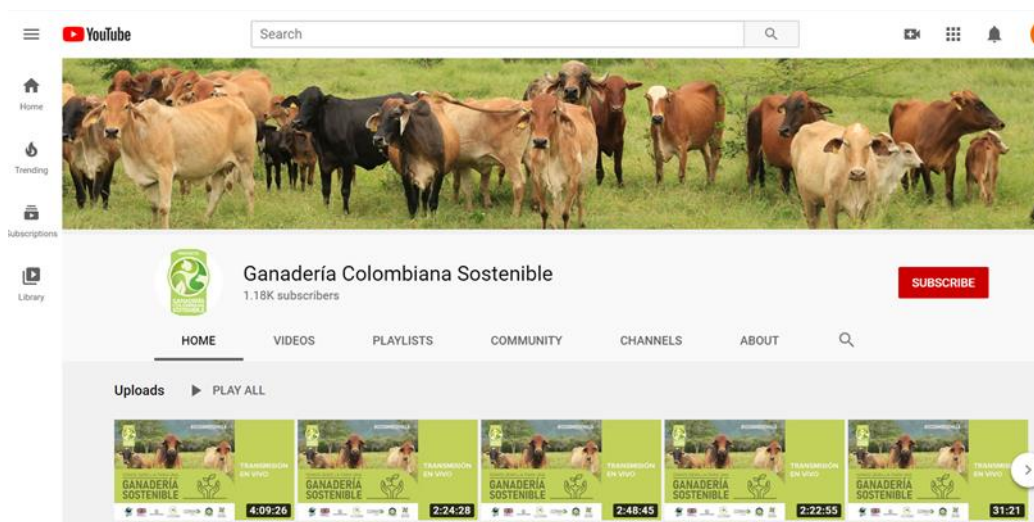 YouTube
Search
Home
Trending
Subscriptions
Library
Ganadería Colombiana Sostenible
1.18K subscribers
SUBSCRIBE
HOME VIDEOS PLAYLISTS COMMUNITY CHANNELS ABOUT
Uploads PLAY ALL
TRANSMISIÓN EN VIVO
GANADERÍA SOSTENIBLE
4:09:26
TRANSMISIÓN EN VIVO
GANADERÍA SOSTENIBLE
2:24:28
TRANSMISIÓN EN VIVO
GANADERÍA SOSTENIBLE
2:48:45
TRANSMISIÓN EN VIVO
GANADERÍA SOSTENIBLE
2:22:55
GANADERÍA SOSTENIBLE
31:21